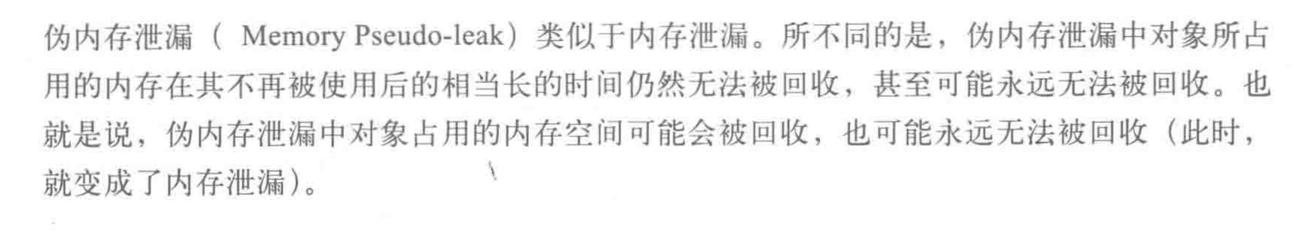 伪内存泄漏（ Memory Pseudo-leak）类似于内存泄漏。所不同的是，伪内存泄漏中对象所占
用的内存在其不再被使用后的相当长的时间仍然无法被回收，甚至可能永远无法被回收。也
就是说，伪内存泄漏中对象占用的内存空间可能会被回收，也可能永远无法被回收（此时，
就变成了内存泄漏）。